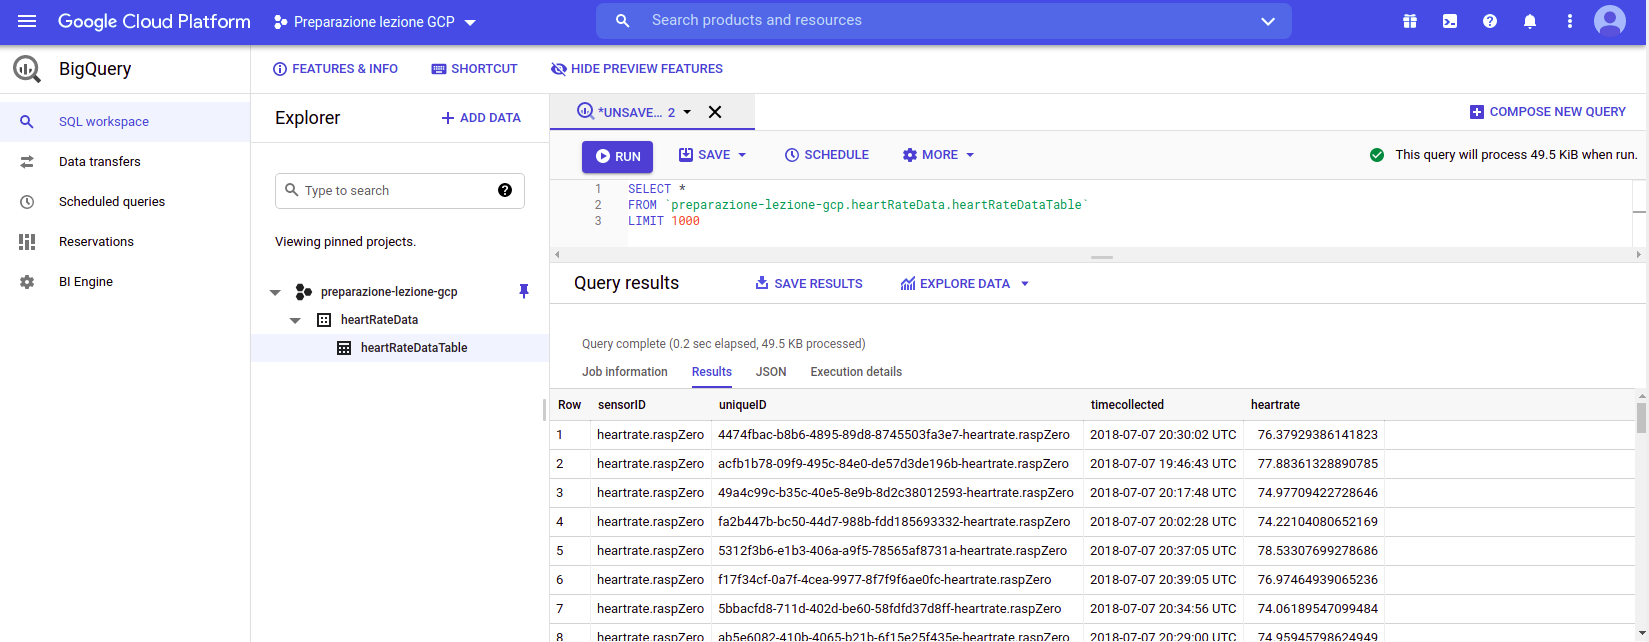 Google Cloud Platform Preparazione lezione GCP Search products and resources
BigQuery FEATURES & INFO SHORTCUT HIDE PREVIEW FEATURES
SQL workspace
Data transfers
Scheduled queries
Reservations
BI Engine
Explorer + ADD DATA
Type to search
Viewing pinned projects.
preparazione-lezione-gcp
heartRateData
heartRateDataTable
*UNSAVE... 2 COMPOSE NEW QUERY
RUN SAVE SCHEDULE MORE This query will process 49.5 KiB when run.
1 SELECT *
2 FROM `preparazione-lezione-gcp.heartRateData.heartRateDataTable`
3 LIMIT 1000
Query results SAVE RESULTS EXPLORE DATA
Query complete (0.2 sec elapsed, 49.5 KB processed)
Job information Results JSON Execution details
Row sensorID uniqueID timecollected heartrate
1 heartrate.raspZero 4474fbac-b8b6-4895-89d8-8745503fa3e7-heartrate.raspZero 2018-07-07 20:30:02 UTC 76.37929386141823
2 heartrate.raspZero acfb1b78-09f9-495c-84e0-de57d3de196b-heartrate.raspZero 2018-07-07 19:46:43 UTC 77.88361328890785
3 heartrate.raspZero 49a4c99c-b35c-40e5-8e9b-8d2c38012593-heartrate.raspZero 2018-07-07 20:17:48 UTC 74.97709422728646
4 heartrate.raspZero fa2b447b-bc50-44d7-988b-fdd185693332-heartrate.raspZero 2018-07-07 20:02:28 UTC 74.22104080652169
5 heartrate.raspZero 5312f3b6-e1b3-406a-a9f5-78565af8731a-heartrate.raspZero 2018-07-07 20:37:05 UTC 78.53307699278686
6 heartrate.raspZero f17f34cf-0a7f-4cea-9977-8f7f9f6ae0fc-heartrate.raspZero 2018-07-07 20:39:05 UTC 76.97464939065236
7 heartrate.raspZero 5bbacfd8-711d-402d-be60-58fdfd37d8ff-heartrate.raspZero 2018-07-07 20:34:56 UTC 74.06189547099484
8 heartrate.raspZero ab5e6082-410b-4065-b21b-6f15e25f435e-heartrate.raspZero 2018-07-07 20:29:00 UTC 74.95945798624949